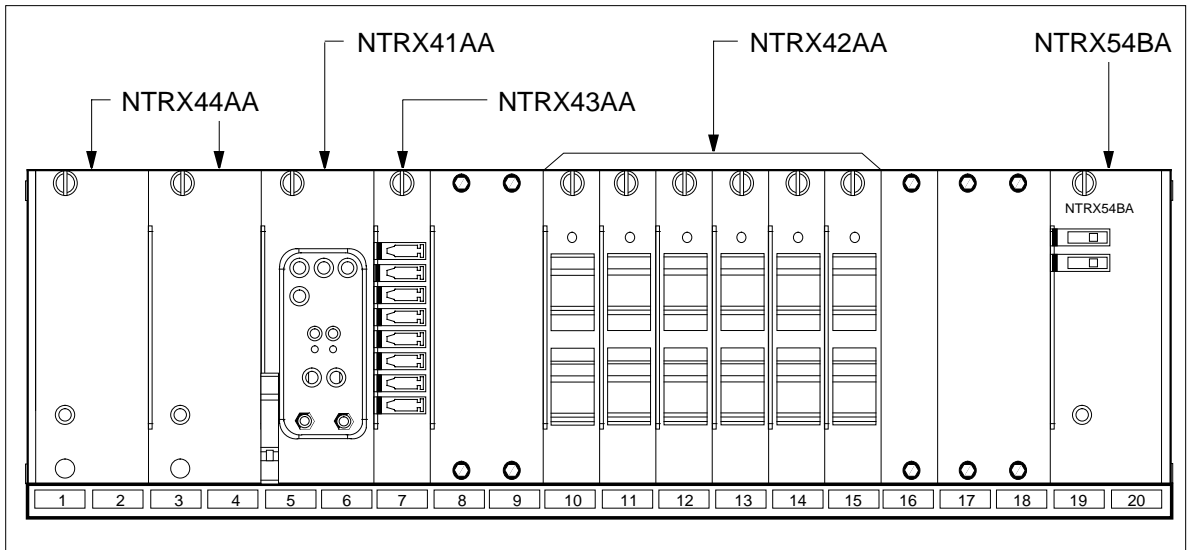 NTRX41AA
NTRX42AA
NTRX54BA
NTRX44AA
NTRX43AA
NTRX54BA
1 2 3 4 5 6 7 8 9 10 11 12 13 14 15 16 17 18 19 20